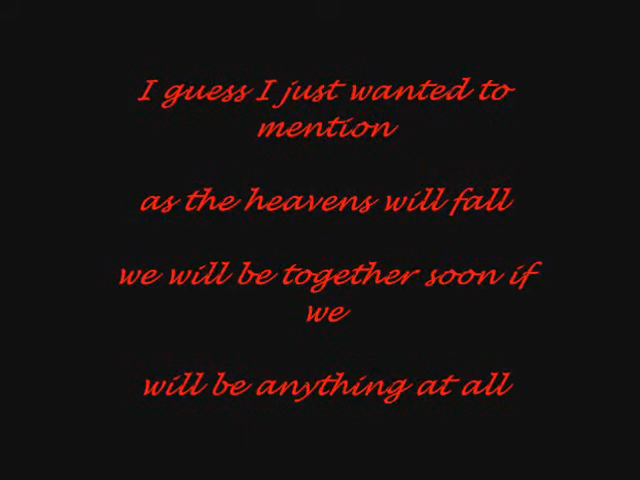 I guess I just wanted to
mention
as the heavens will fall
we will be together soon if
we
will be anything at all